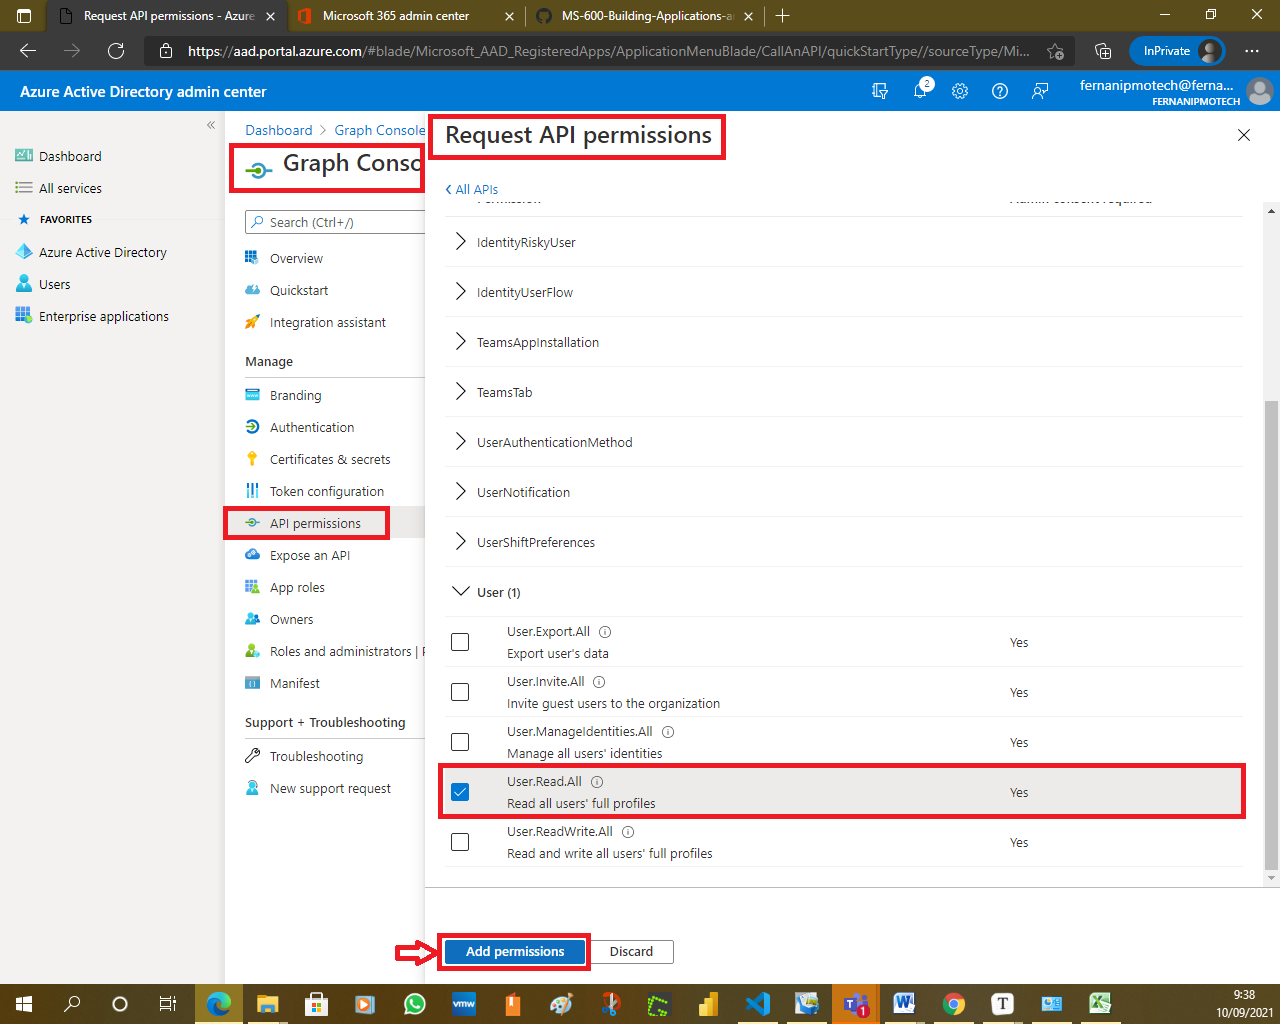 Request API permissions - Azure
Microsoft 365 admin center
MS-600-Building-Applications-an
https://aad.portal.azure.com/#blade/Microsoft_AAD_RegisteredApps/ApplicationMenuBlade/CallAnAPI/quickStartType//sourceType/Mi...
InPrivate
Azure Active Directory admin center
2
fernanipmotech@ferna...
FERNANIPMOTECH
Dashboard
All services
FAVORITES
Azure Active Directory
Users
Enterprise applications
Dashboard > Graph Console
Graph Conso
Search (Ctrl+/)
Overview
Quickstart
Integration assistant
Manage
Branding
Authentication
Certificates & secrets
Token configuration
API permissions
Expose an API
App roles
Owners
Roles and administrators | P
Manifest
Support + Troubleshooting
Troubleshooting
New support request
Request API permissions
All APIs
Permission Admin consent required
IdentityRiskyUser
IdentityUserFlow
TeamsAppInstallation
TeamsTab
UserAuthenticationMethod
UserNotification
UserShiftPreferences
User (1)
User.Export.All
Export user's data
Yes
User.Invite.All
Invite guest users to the organization
Yes
User.ManageIdentities.All
Manage all users' identities
Yes
User.Read.All
Read all users' full profiles
Yes
User.ReadWrite.All
Read and write all users' full profiles
Yes
Add permissions
Discard
vmw
1
T
9:38
10/09/2021